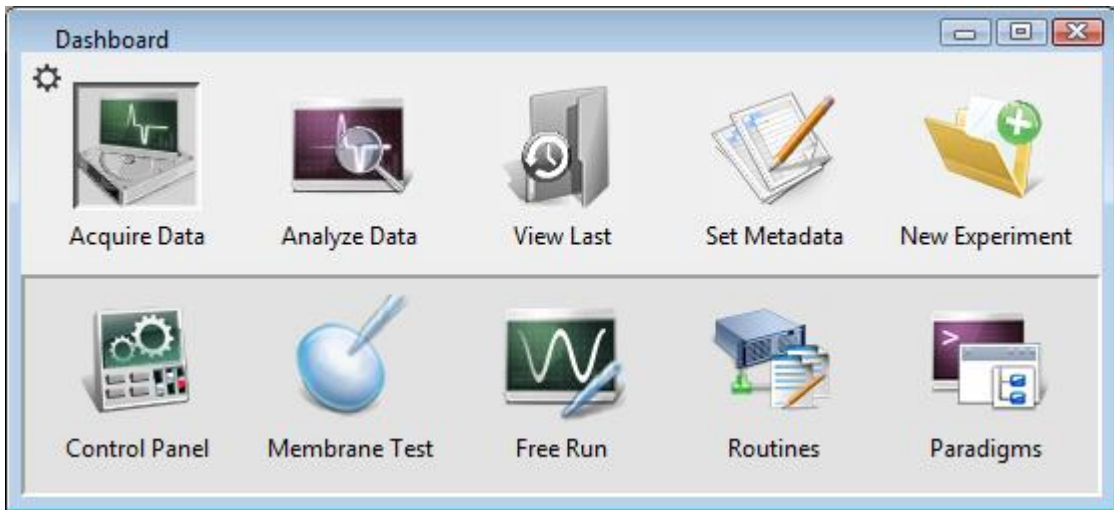 Dashboard
Acquire Data
Analyze Data
View Last
Set Metadata
New Experiment
Control Panel
Membrane Test
Free Run
Routines
Paradigms